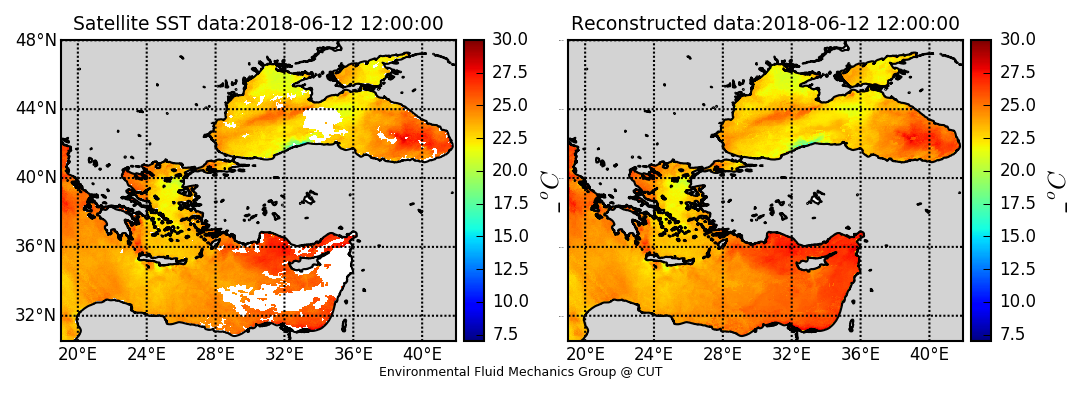 Satellite SST data:2018-06-12 12:00:00
48°N
44°N
40°N
36°N
32°N
20°E 24°E 28°E 32°E 36°E 40°E
30.0
27.5
25.0
22.5
20.0
17.5
15.0
12.5
10.0
7.5
_ °C
Reconstructed data:2018-06-12 12:00:00
20°E 24°E 28°E 32°E 36°E 40°E
30.0
27.5
25.0
22.5
20.0
17.5
15.0
12.5
10.0
7.5
_ °C
Environmental Fluid Mechanics Group @ CUT